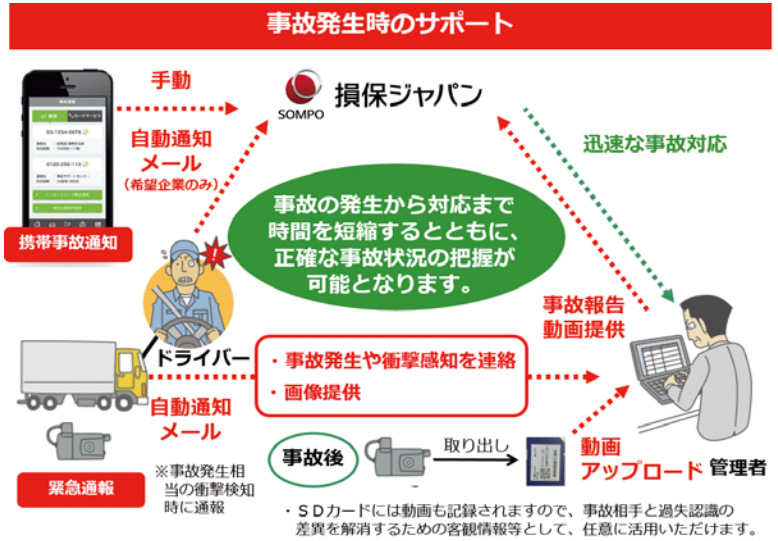 事故発生時のサポート
手動
SOMPO
損保ジャパン
自動通知
メール
(希望企業のみ)
迅速な事故対応
03-1234-5678
0120-256-110
携帯事故通知
事故の発生から対応まで
時間を短縮するとともに、
正確な事故状況の把握が
可能となります。
!
事故報告
動画提供
ドライバー
・事故発生や衝撃感知を連絡
・画像提供
自動通知
メール
緊急通報
※事故発生相
当の衝撃検知
時に通報
事故後
取り出し
動画
アップロード
管理者
・SDカードには動画も記録されますので、事故相手と過失認識の
差異を解消するための客観情報等として、任意に活用いただけます。